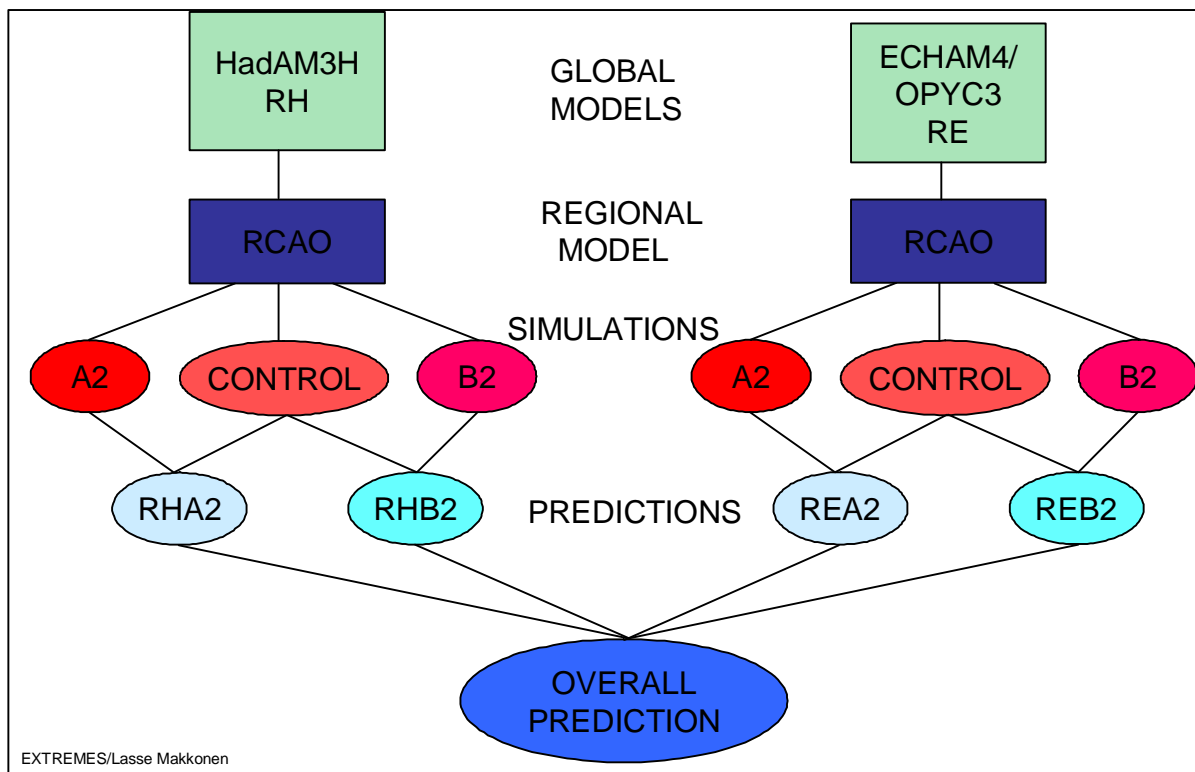 HadAM3H
RH
GLOBAL
MODELS
ECHAM4/
OPYC3
RE
RCAO
REGIONAL
MODEL
RCAO
SIMULATIONS
A2
CONTROL
B2
A2
CONTROL
B2
RHA2
RHB2
PREDICTIONS
REA2
REB2
OVERALL
PREDICTION
EXTREMES/Lasse Makkonen